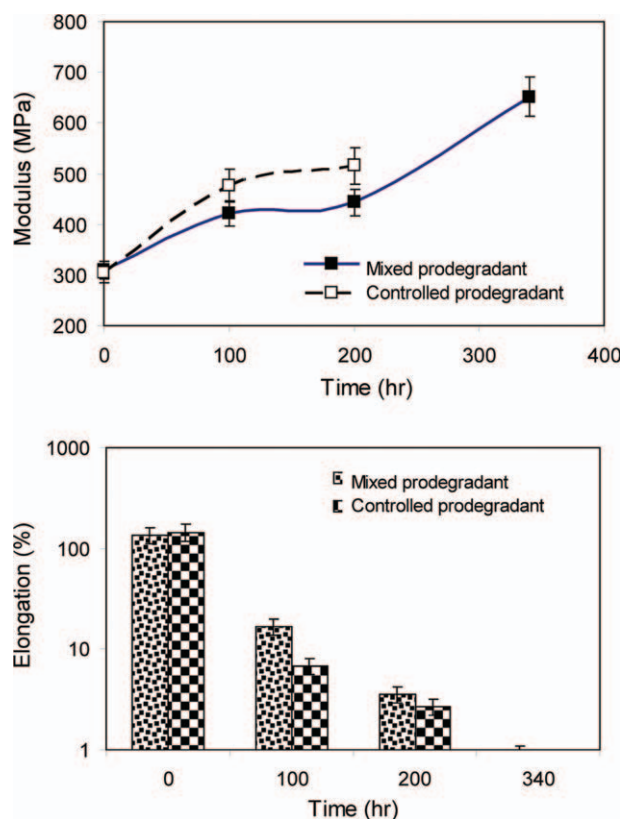 800
700
600
500
400
300
200
Modulus (MPa)
Mixed prodegradant
Controlled prodegradant
0 100 200 300 400
Time (hr)
1000
100
10
1
Elongation (%)
Mixed prodegradant
Controlled prodegradant
0 100 200 340
Time (hr)